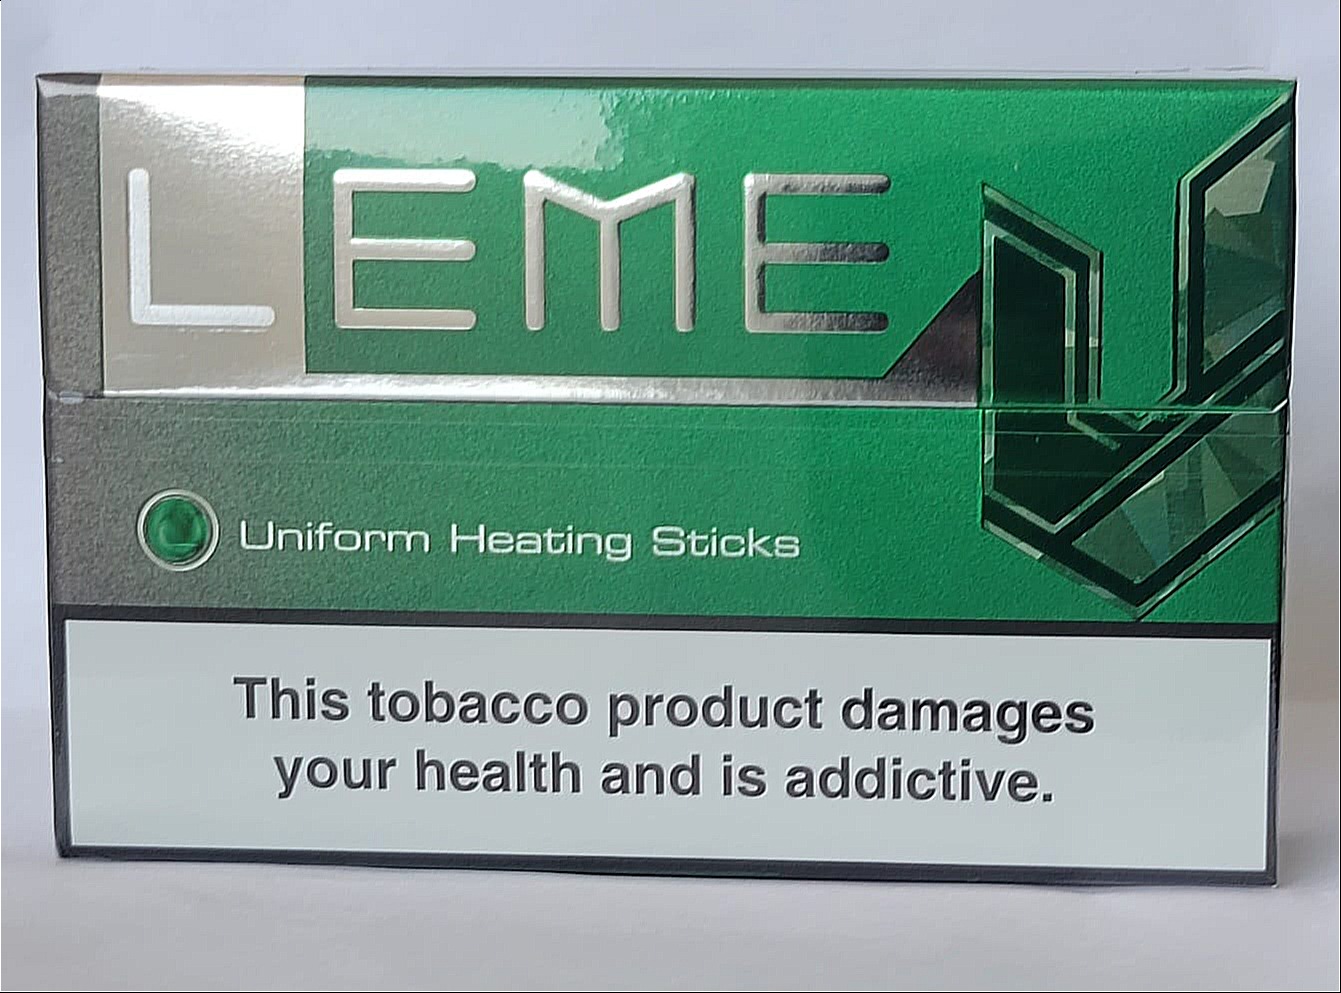 LEME
Uniform Heating Sticks
This tobacco product damages
your health and is addictive.